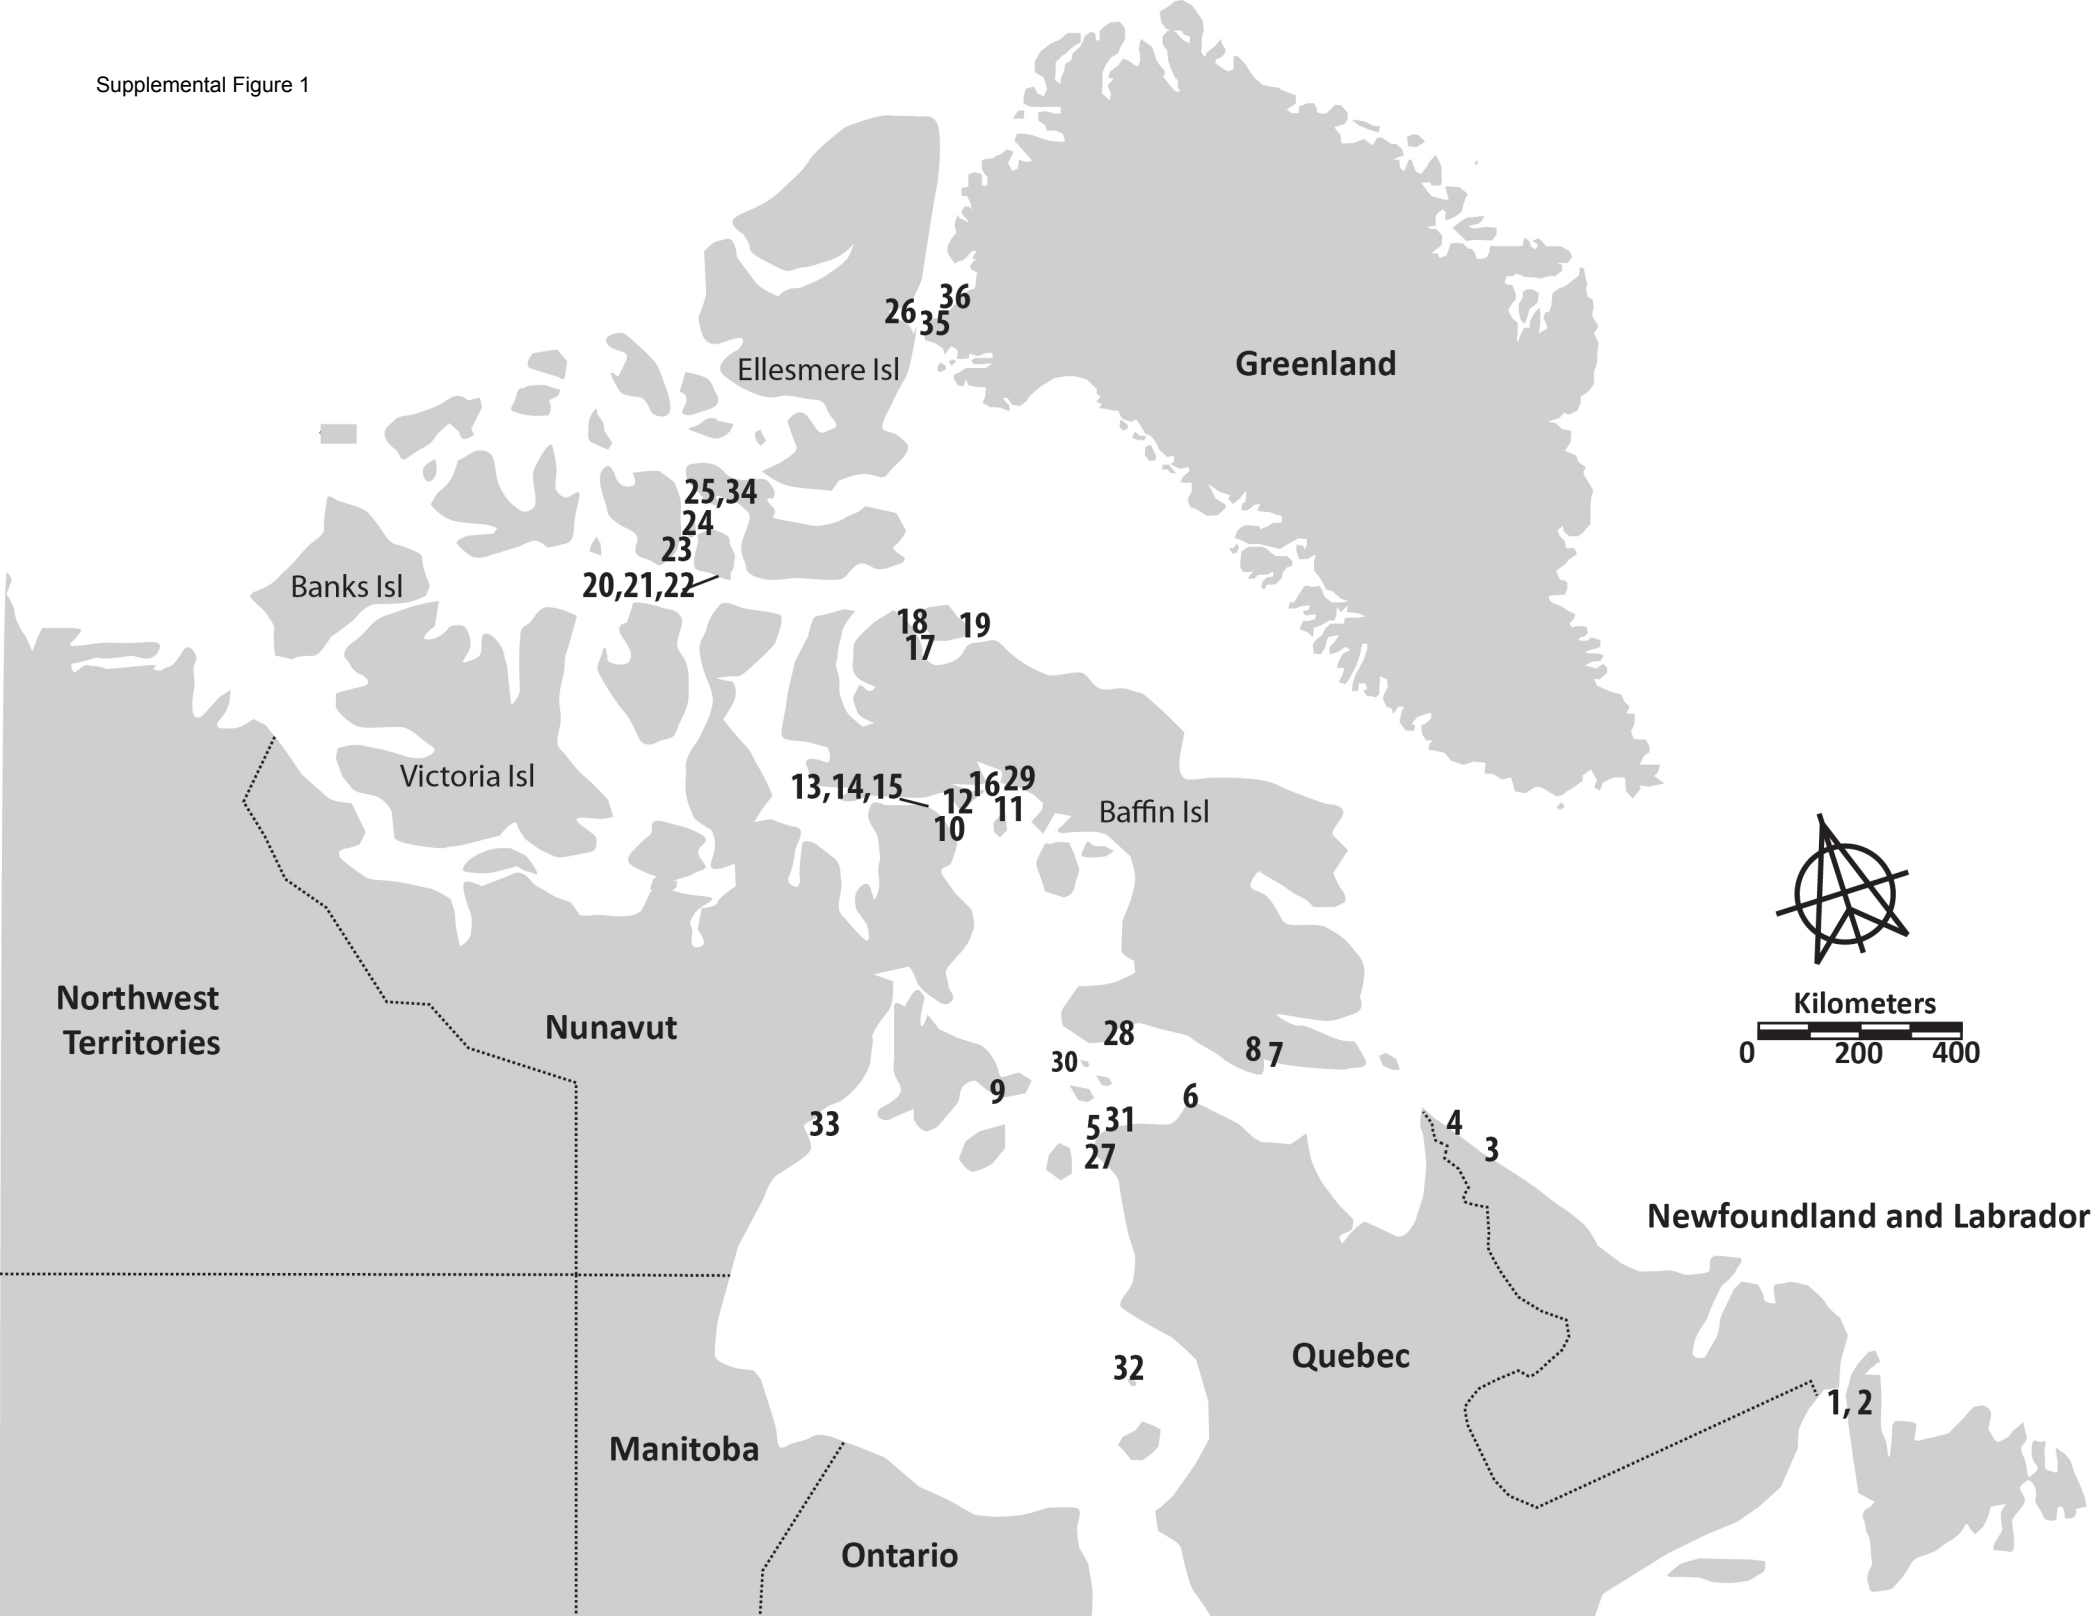 Supplemental Figure 1
36
26
35
Ellesmere Isl
Greenland
25,34
24
23
20,21,22
Banks Isl
18
19
17
Victoria Isl
13,14,15
16
29
12
11
10
Baffin Isl
Northwest
Territories
Nunavut
Kilometers
0 200 400
28
30
8
7
9
6
33
5
31
27
4
3
Newfoundland and Labrador
Quebec
32
1, 2
Manitoba
Ontario